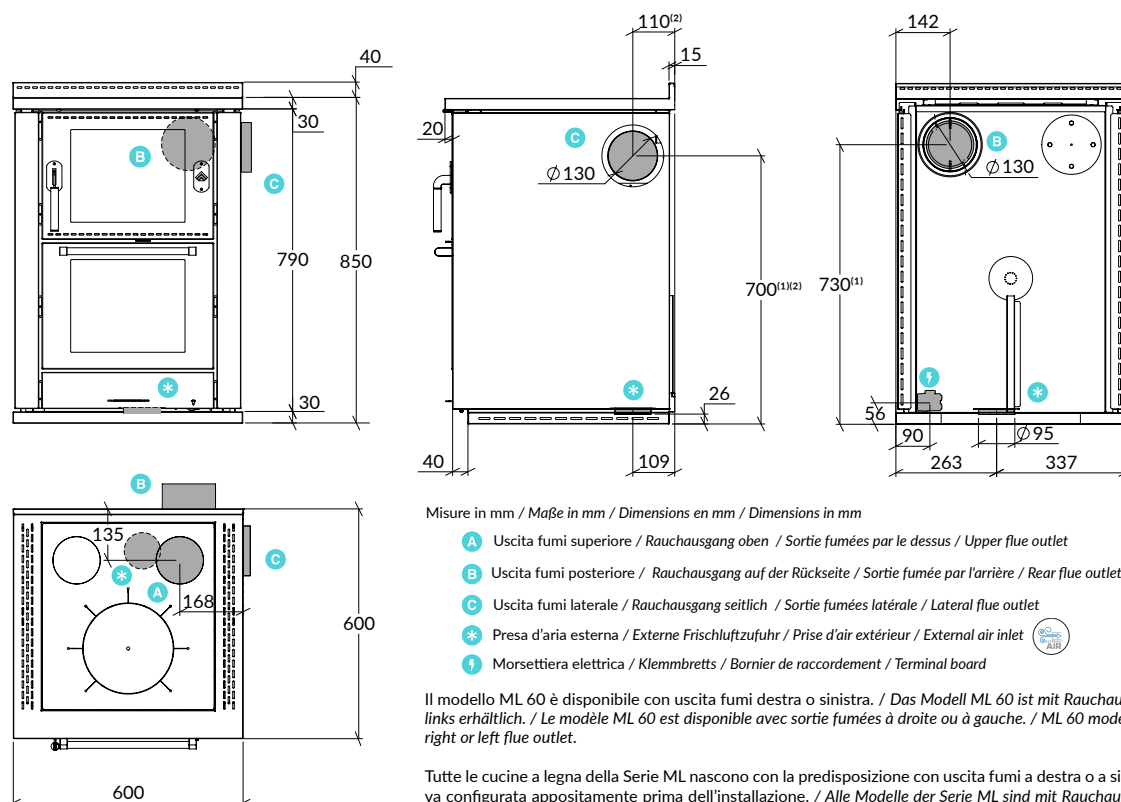 40
30
B
C
790
850
*
30
110⁽²⁾
15
20
C
Ø 130
700⁽¹⁾⁽²⁾
*
26
40
109
142
B
Ø 130
730⁽¹⁾
*
56
90
Ø 95
263
337
B
135
C
*
A
168
600
600
Misure in mm / Maße in mm / Dimensions en mm / Dimensions in mm
A Uscita fumi superiore / Rauchausgang oben / Sortie fumées par le dessus / Upper flue outlet
B Uscita fumi posteriore / Rauchausgang auf der Rückseite / Sortie fumée par l'arrière / Rear flue outlet
C Uscita fumi laterale / Rauchausgang seitlich / Sortie fumées latérale / Lateral flue outlet
* Presa d'aria esterna / Externe Frischluftzufuhr / Prise d'air extérieur / External air inlet
AIR
Morsettiera elettrica / Klemmbretts / Bornier de raccordement / Terminal board
Il modello ML 60 è disponibile con uscita fumi destra o sinistra. / Das Modell ML 60 ist mit Rauchau
links erhältlich. / Le modèle ML 60 est disponible avec sortie fumées à droite ou à gauche. / ML 60 mode
right or left flue outlet.
Tutte le cucine a legna della Serie ML nascono con la predisposizione con uscita fumi a destra o a si
va configurata appositamente prima dell'installazione. / Alle Modelle der Serie ML sind mit Rauchau